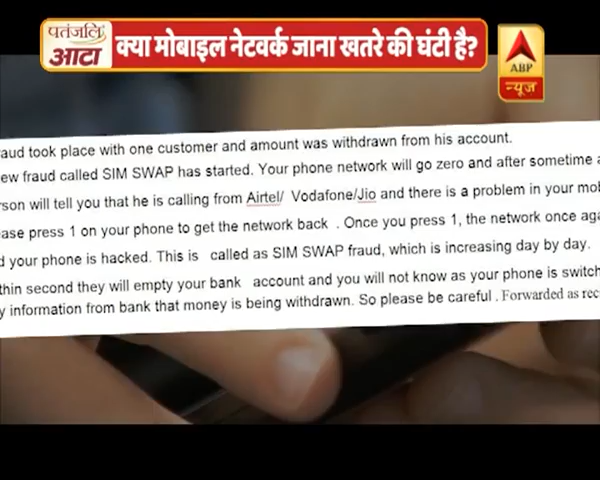 पतंजलि
आटा
क्या मोबाइल नेटवर्क जाना खतरे की घंटी है?
ABP
न्यूज़
aud took place with one customer and amount was withdrawn from his account.
ew fraud called SIM SWAP has started. Your phone network will go zero and after sometime a
rson will tell you that he is calling from Airtel/ Vodafone/Jio and there is a problem in your mob
ase press 1 on your phone to get the network back . Once you press 1, the network once aga
d your phone is hacked. This is called as SIM SWAP fraud, which is increasing day by day.
thin second they will empty your bank account and you will not know as your phone is switch
y information from bank that money is being withdrawn. So please be careful . Forwarded as rec